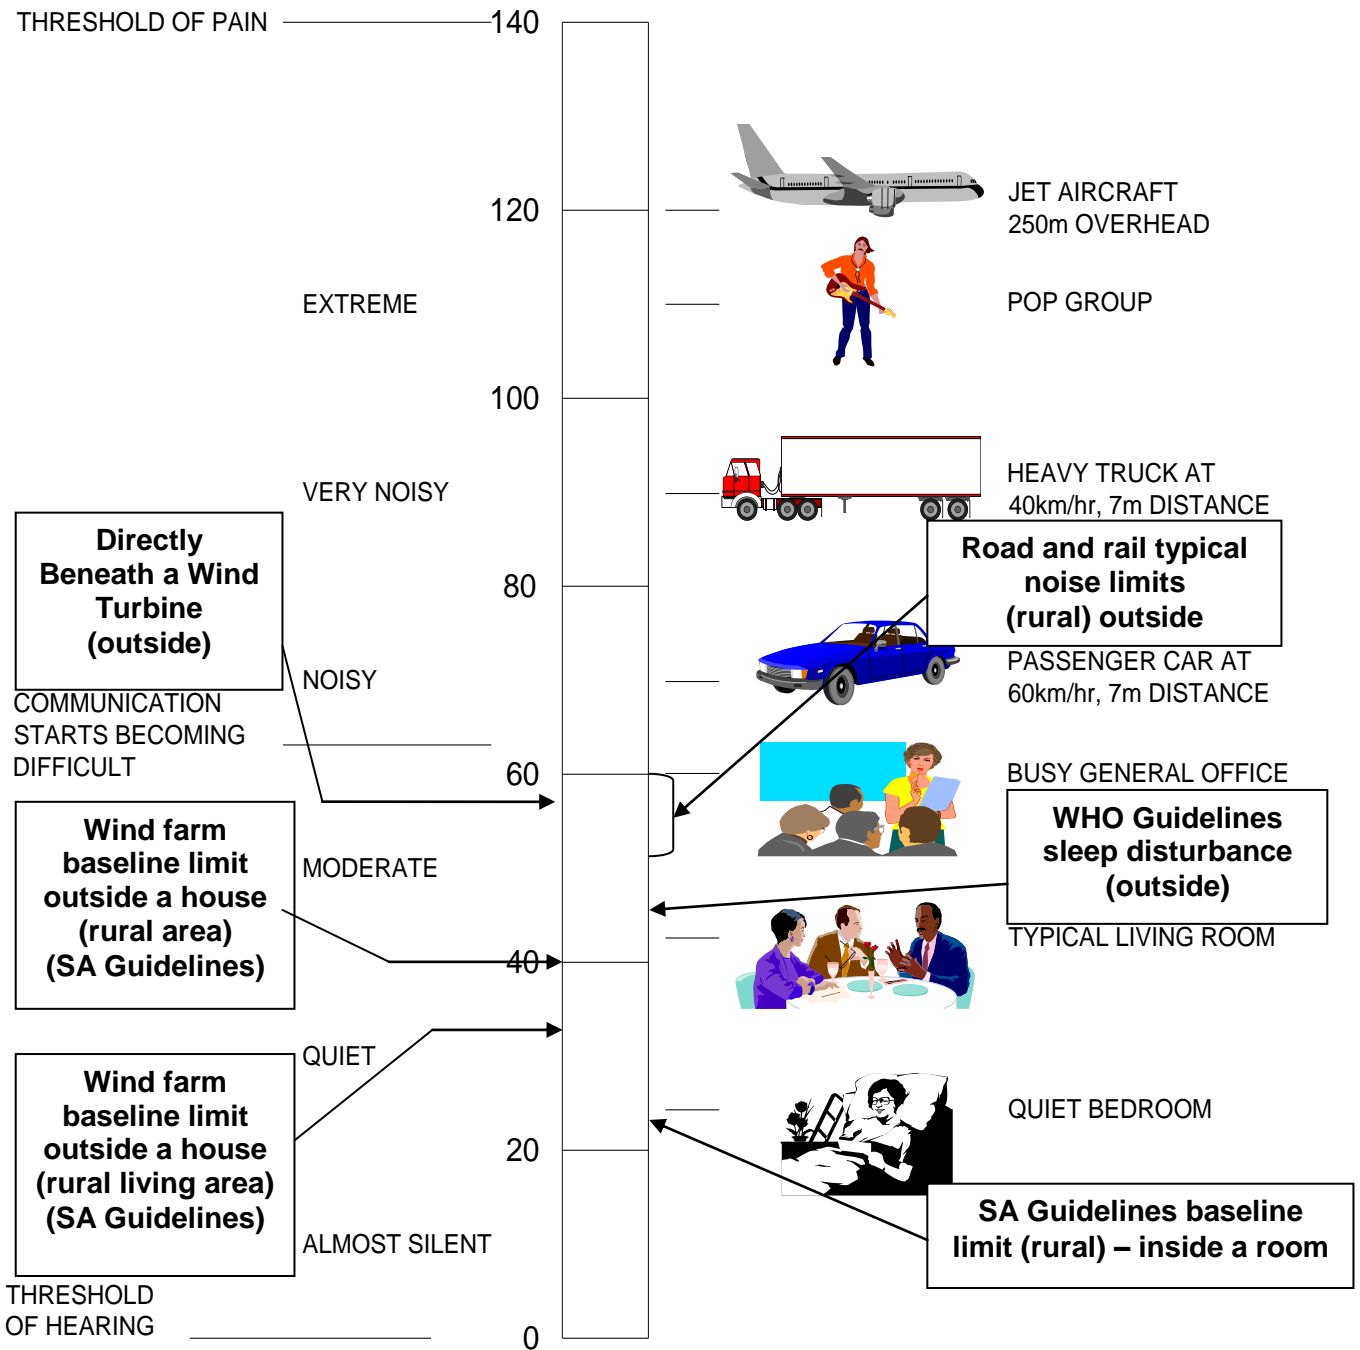 THRESHOLD OF PAIN
140
JET AIRCRAFT
250m OVERHEAD
120
EXTREME
POP GROUP
100
VERY NOISY
HEAVY TRUCK AT
40km/hr, 7m DISTANCE
Directly
Beneath a Wind
Turbine
(outside)
80
Road and rail typical
noise limits
(rural) outside
NOISY
PASSENGER CAR AT
60km/hr, 7m DISTANCE
COMMUNICATION
STARTS BECOMING
DIFFICULT
60
BUSY GENERAL OFFICE
Wind farm
baseline limit
outside a house
(rural area)
(SA Guidelines)
MODERATE
WHO Guidelines
sleep disturbance
(outside)
TYPICAL LIVING ROOM
40
QUIET
Wind farm
baseline limit
outside a house
(rural living area)
(SA Guidelines)
QUIET BEDROOM
20
SA Guidelines baseline
limit (rural) – inside a room
ALMOST SILENT
THRESHOLD
OF HEARING
0